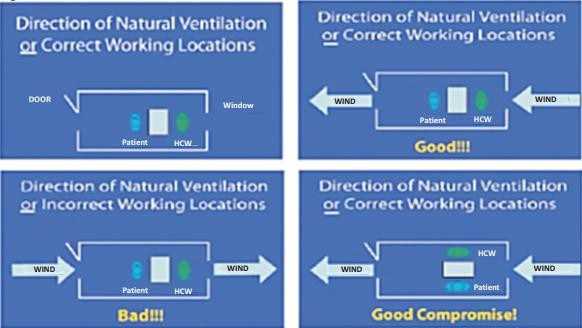 Direction of Natural Ventilation
or Correct Working Locations
DOOR
Window
Patient
HCW
Direction of Natural Ventilation
or Correct Working Locations
WIND
WIND
Patient
HCW
Good!!!
Direction of Natural Ventilation
or Incorrect Working Locations
WIND
WIND
Patient
HCW
Bad!!!
Direction of Natural Ventilation
or Correct Working Locations
HCW
WIND
WIND
Patient
Good Compromise!